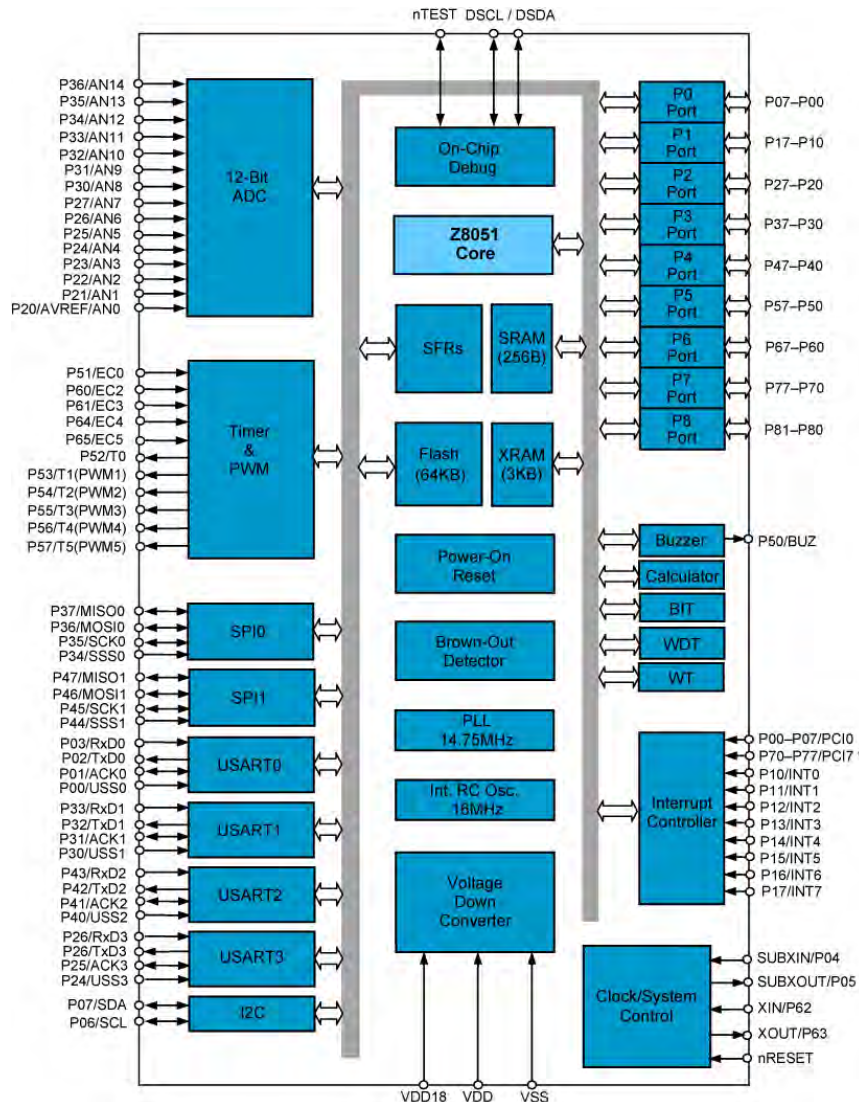 nTEST DSCL / DSDA
P36/AN14
P35/AN13
P34/AN12
P33/AN11
P32/AN10
P31/AN9
P30/AN8
P27/AN7
P26/AN6
P25/AN5
P24/AN4
P23/AN3
P22/AN2
P21/AN1
P20/AVREF/AN0
12-Bit
ADC
P51/EC0
P60/EC2
P61/EC3
P64/EC4
P65/EC5
P52/T0
P53/T1(PWM1)
P54/T2(PWM2)
P55/T3(PWM3)
P56/T4(PWM4)
P57/T5(PWM5)
Timer
&
PWM
P37/MISO0
P36/MOSI0
P35/SCK0
P34/SSS0
SPI0
P47/MISO1
P46/MOSI1
P45/SCK1
P44/SSS1
SPI1
P03/RxD0
P02/TxD0
P01/ACK0
P00/USS0
USART0
P33/RxD1
P32/TxD1
P31/ACK1
P30/USS1
USART1
P43/RxD2
P42/TxD2
P41/ACK2
P40/USS2
USART2
P26/RxD3
P26/TxD3
P25/ACK3
P24/USS3
USART3
P07/SDA
P06/SCL
I2C
On-Chip
Debug
Z8051
Core
SFRs
SRAM
(256B)
Flash
(64KB)
XRAM
(3KB)
Power-On
Reset
Brown-Out
Detector
PLL
14.75MHz
Int. RC Osc.
16MHz
Voltage
Down
Converter
VDD18 VDD VSS
P0
Port
P07–P00
P1
Port
P17–P10
P2
Port
P27–P20
P3
Port
P37–P30
P4
Port
P47–P40
P5
Port
P57–P50
P6
Port
P67–P60
P7
Port
P77–P70
P8
Port
P81–P80
Buzzer
P50/BUZ
Calculator
BIT
WDT
WT
Interrupt
Controller
P00–P07/PCI0
P70–P77/PCI7
P10/INT0
P11/INT1
P12/INT2
P13/INT3
P14/INT4
P15/INT5
P16/INT6
P17/INT7
Clock/System
Control
SUBXIN/P04
SUBXOUT/P05
XIN/P62
XOUT/P63
nRESET